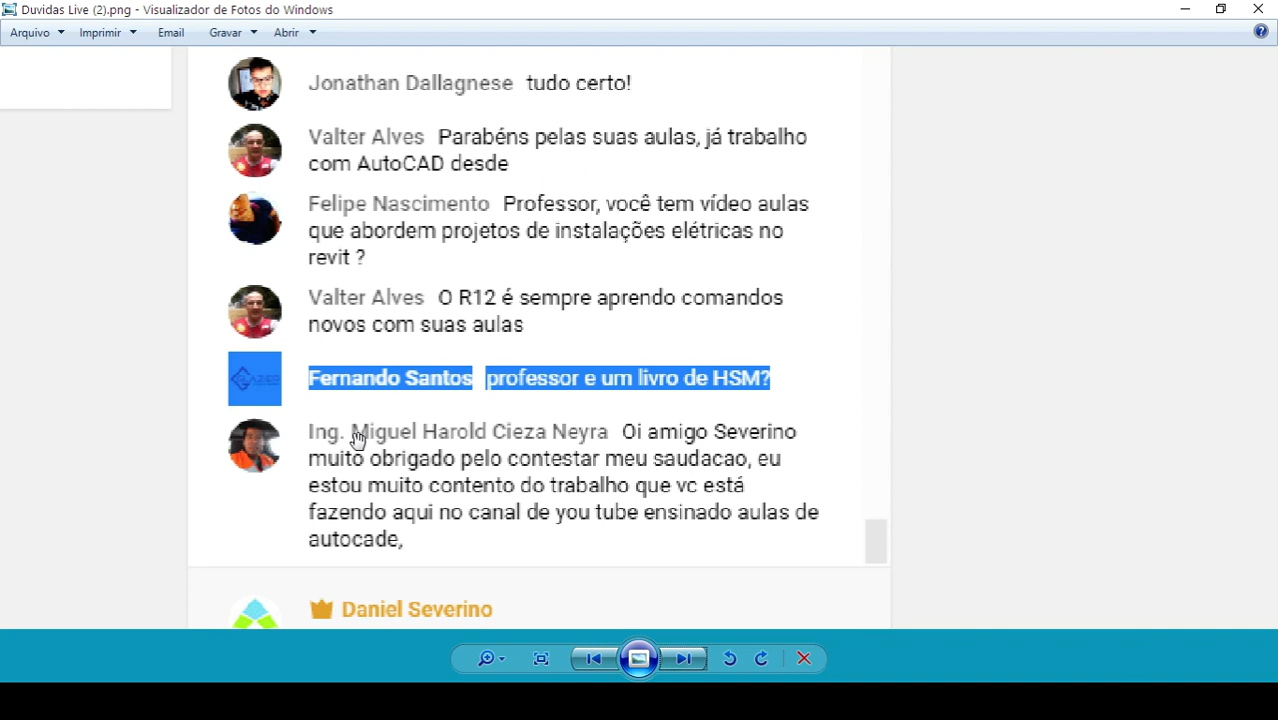 Duvidas Live (2).png - Visualizador de Fotos do Windows
Arquivo Imprimir Email Gravar Abrir
Jonathan Dallagnese tudo certo!
Valter Alves Parabéns pelas suas aulas, já trabalho
com AutoCAD desde
Felipe Nascimento Professor, você tem vídeo aulas
que abordem projetos de instalações elétricas no
revit ?
Valter Alves O R12 é sempre aprendo comandos
novos com suas aulas
Fernando Santos professor e um livro de HSM?
Ing. Miguel Harold Cieza Neyra Oi amigo Severino
muito obrigado pelo contestar meu saudacao, eu
estou muito contento do trabalho que vc está
fazendo aqui no canal de you tube ensinado aulas de
autocade,
Daniel Severino